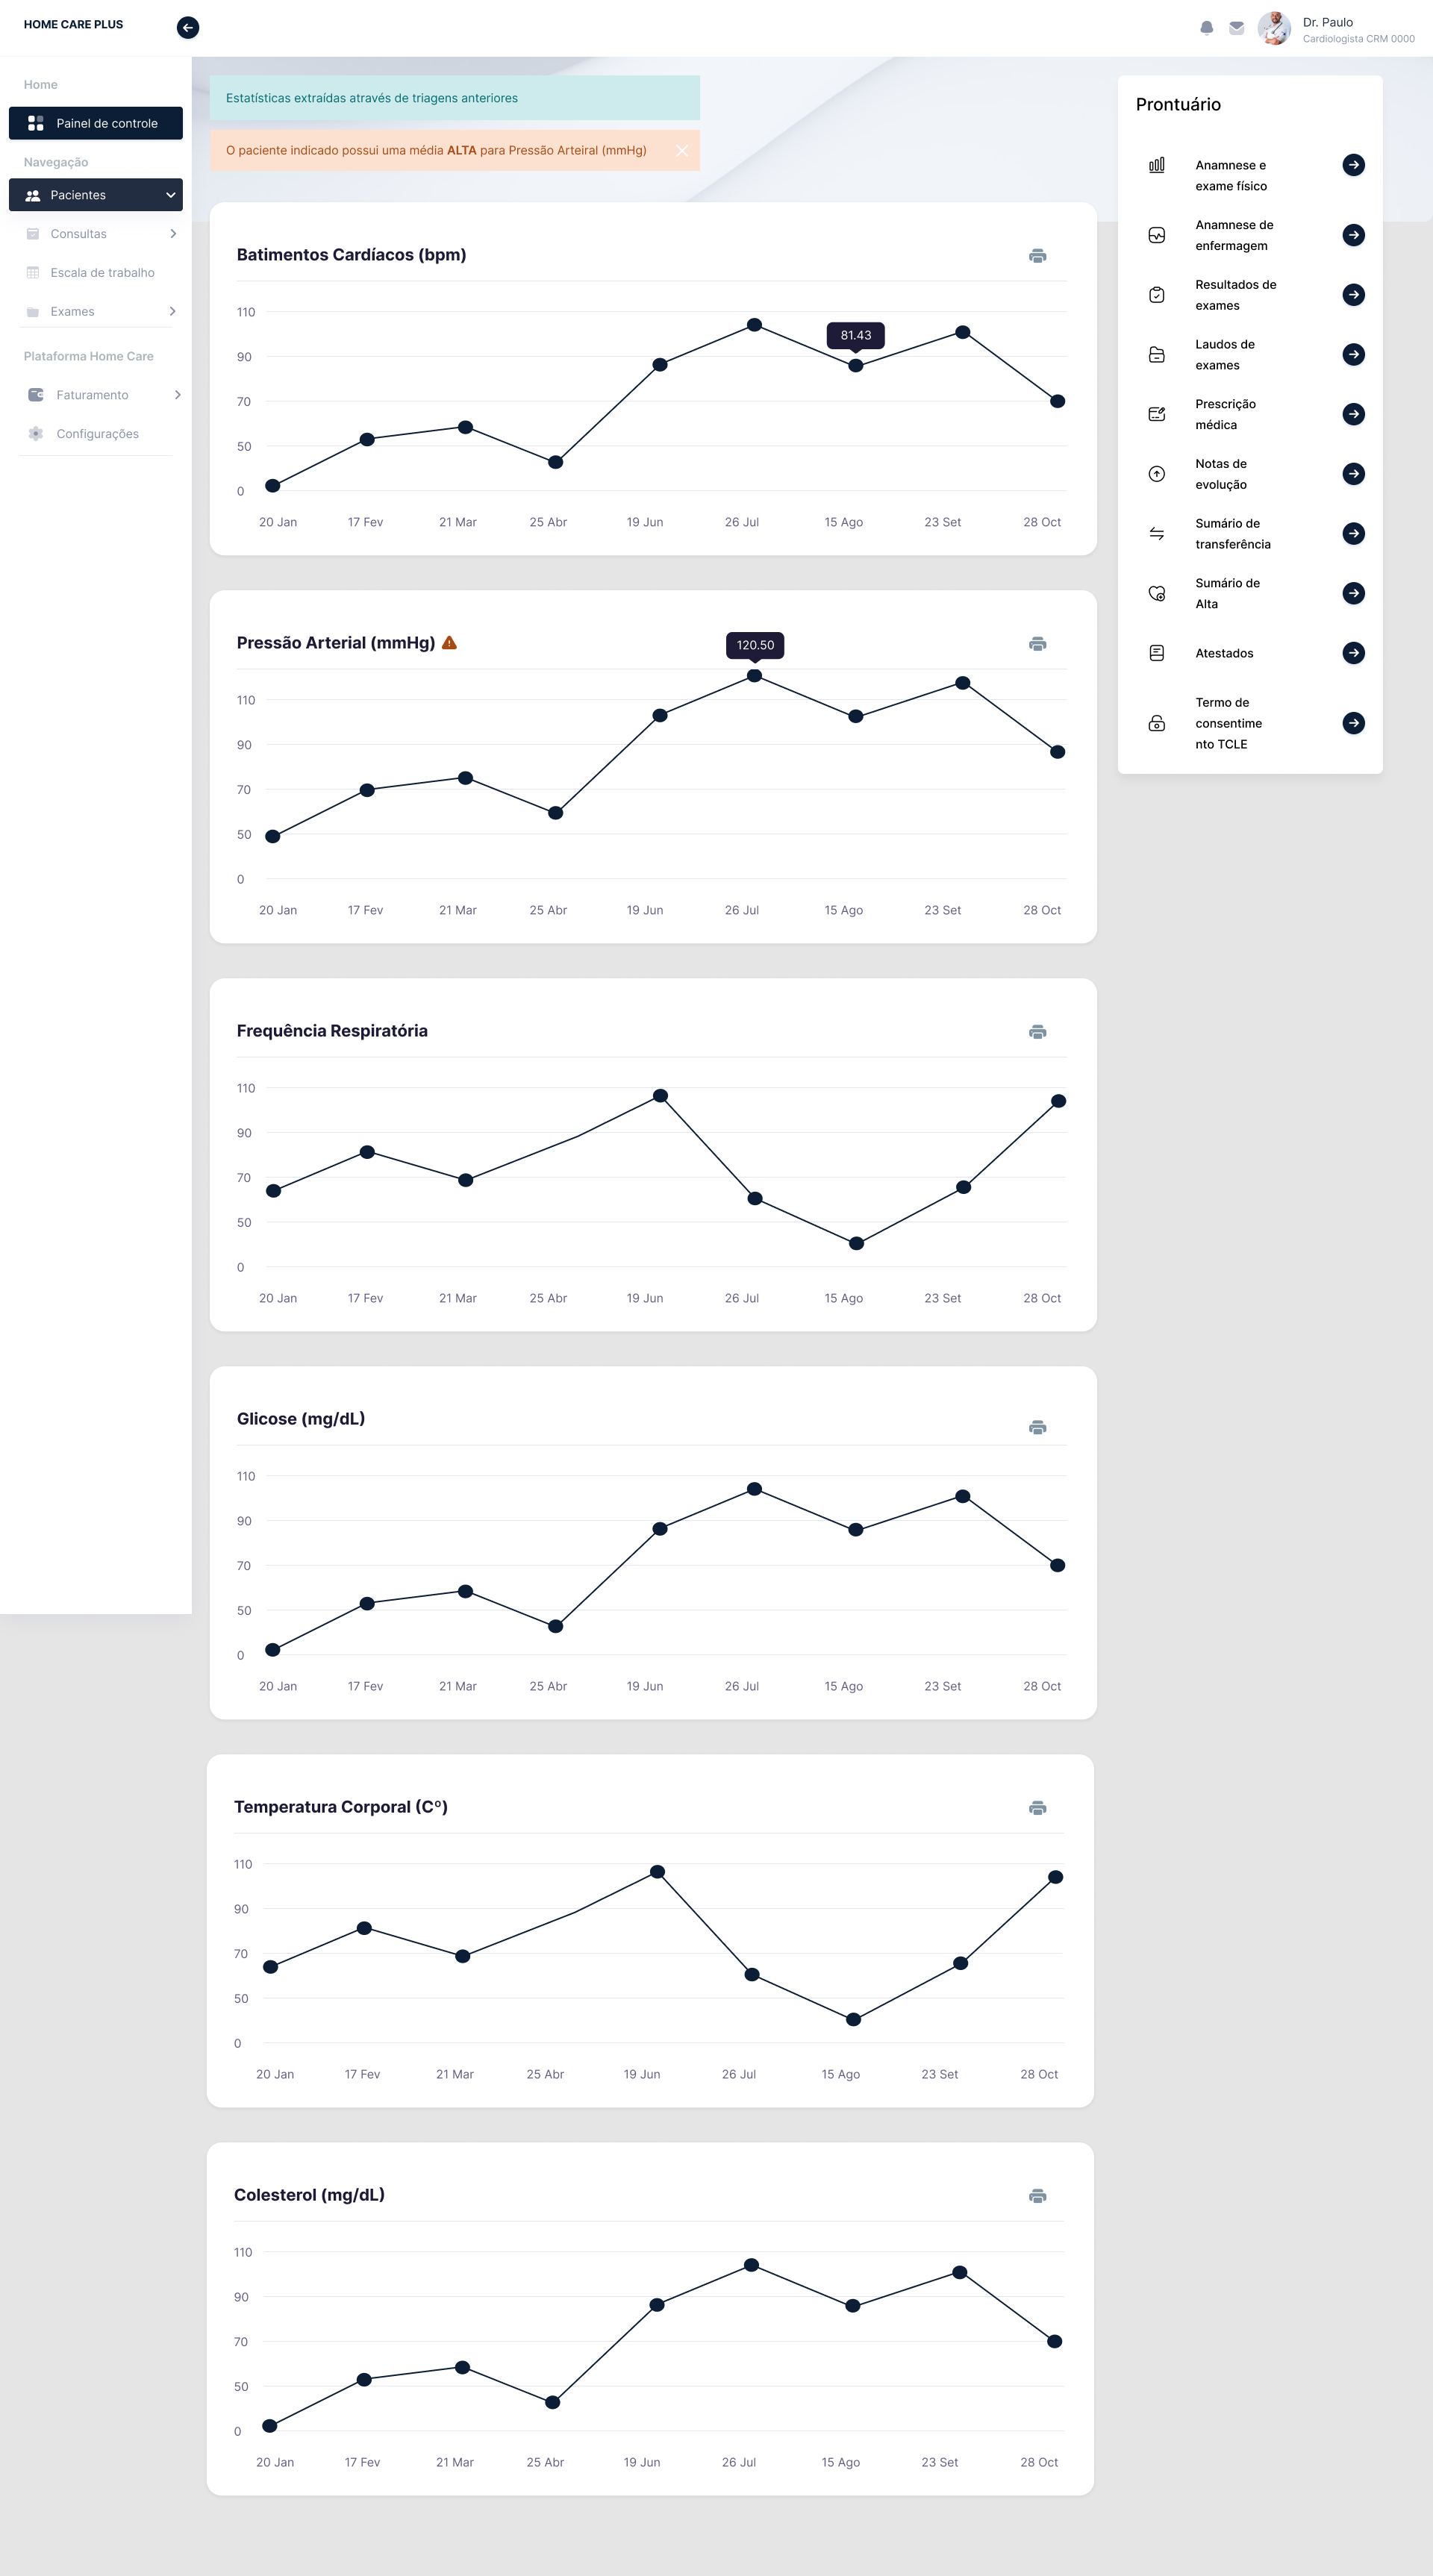 HOME CARE PLUS
Dr. Paulo
Cardiologista CRM 0000
Home
Painel de controle
Navegação
Pacientes
Consultas
Escala de trabalho
Exames
Plataforma Home Care
Faturamento
Configurações
Estatísticas extraídas através de triagens anteriores
O paciente indicado possui uma média ALTA para Pressão Arteiral (mmHg)
Batimentos Cardíacos (bpm)
110
81.43
90
70
50
0
20 Jan 17 Fev 21 Mar 25 Abr 19 Jun 26 Jul 15 Ago 23 Set 28 Oct
Pressão Arterial (mmHg)
120.50
110
90
70
50
0
20 Jan 17 Fev 21 Mar 25 Abr 19 Jun 26 Jul 15 Ago 23 Set 28 Oct
Frequência Respiratória
110
90
70
50
0
20 Jan 17 Fev 21 Mar 25 Abr 19 Jun 26 Jul 15 Ago 23 Set 28 Oct
Glicose (mg/dL)
110
90
70
50
0
20 Jan 17 Fev 21 Mar 25 Abr 19 Jun 26 Jul 15 Ago 23 Set 28 Oct
Temperatura Corporal (Cº)
110
90
70
50
0
20 Jan 17 Fev 21 Mar 25 Abr 19 Jun 26 Jul 15 Ago 23 Set 28 Oct
Colesterol (mg/dL)
110
90
70
50
0
20 Jan 17 Fev 21 Mar 25 Abr 19 Jun 26 Jul 15 Ago 23 Set 28 Oct
Prontuário
Anamnese e
exame físico
Anamnese de
enfermagem
Resultados de
exames
Laudos de
exames
Prescrição
médica
Notas de
evolução
Sumário de
transferência
Sumário de
Alta
Atestados
Termo de
consentime
nto TCLE